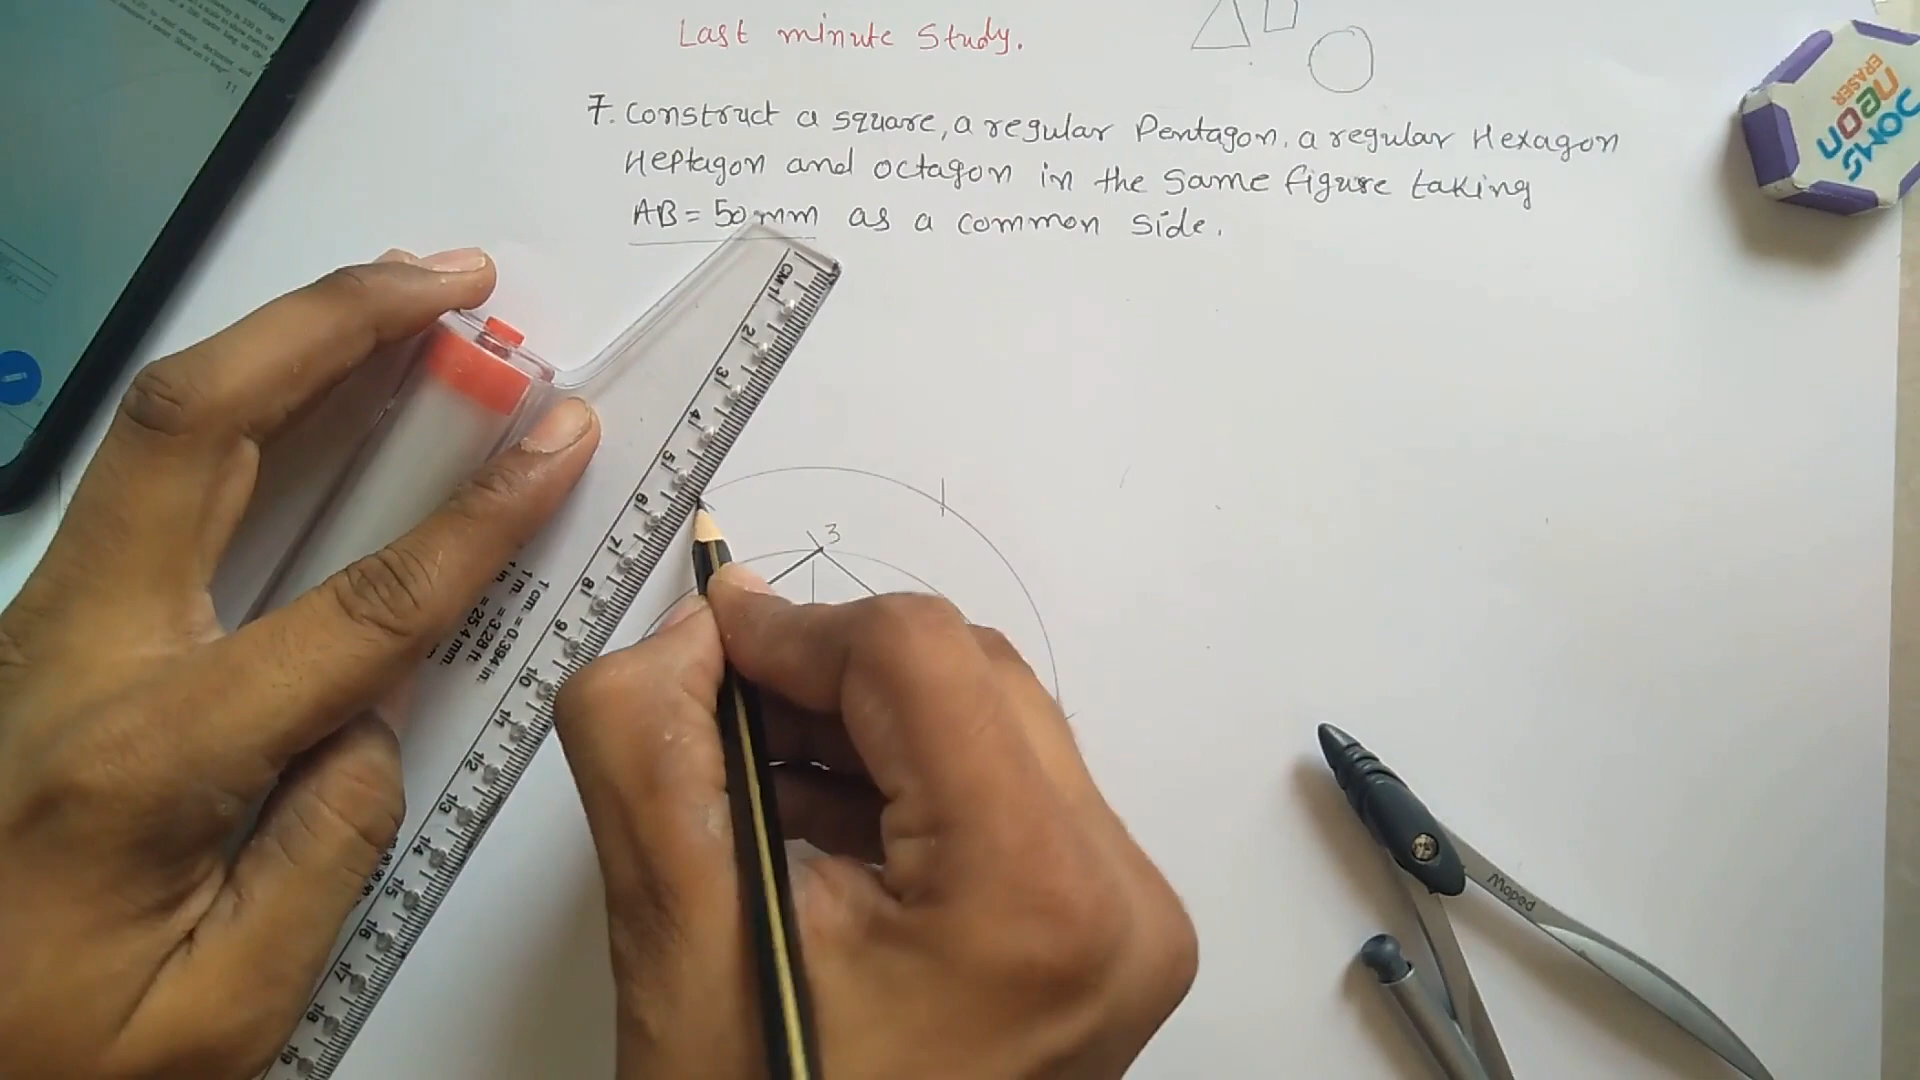 Last minute Study.
7. Construct a square, a regular Pentagon, a regular Hexagon
Heptagon and octagon in the same figure taking
AB = 50 mm as a common side.
DOMS
neon
ERASER
CM 1 2 3 4 5 6 7 8 9 10 11 12 13 14 15 16 17 18 19
1 cm. = 0.394 in.
1 m. = 3.28 ft.
1 in. = 25.4 mm.
3
Maped
11